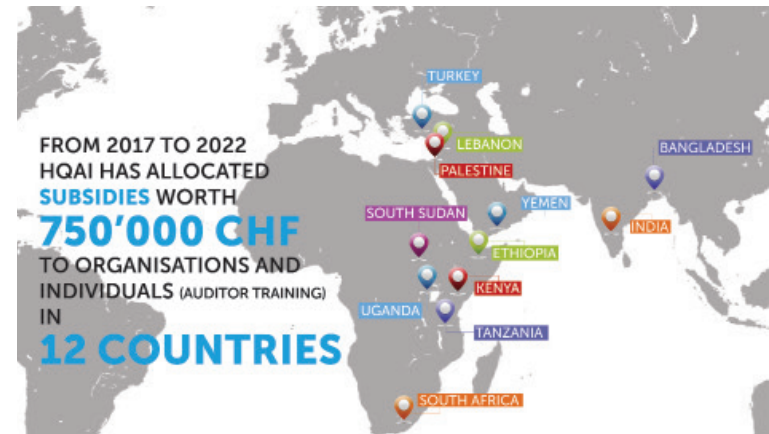 FROM 2017 TO 2022
HQAI HAS ALLOCATED
SUBSIDIES WORTH
750'000 CHF
TO ORGANISATIONS AND
INDIVIDUALS (AUDITOR TRAINING)
IN
12 COUNTRIES
TURKEY
LEBANON
PALESTINE
BANGLADESH
SOUTH SUDAN
YEMEN
INDIA
ETHIOPIA
KENYA
UGANDA
TANZANIA
SOUTH AFRICA